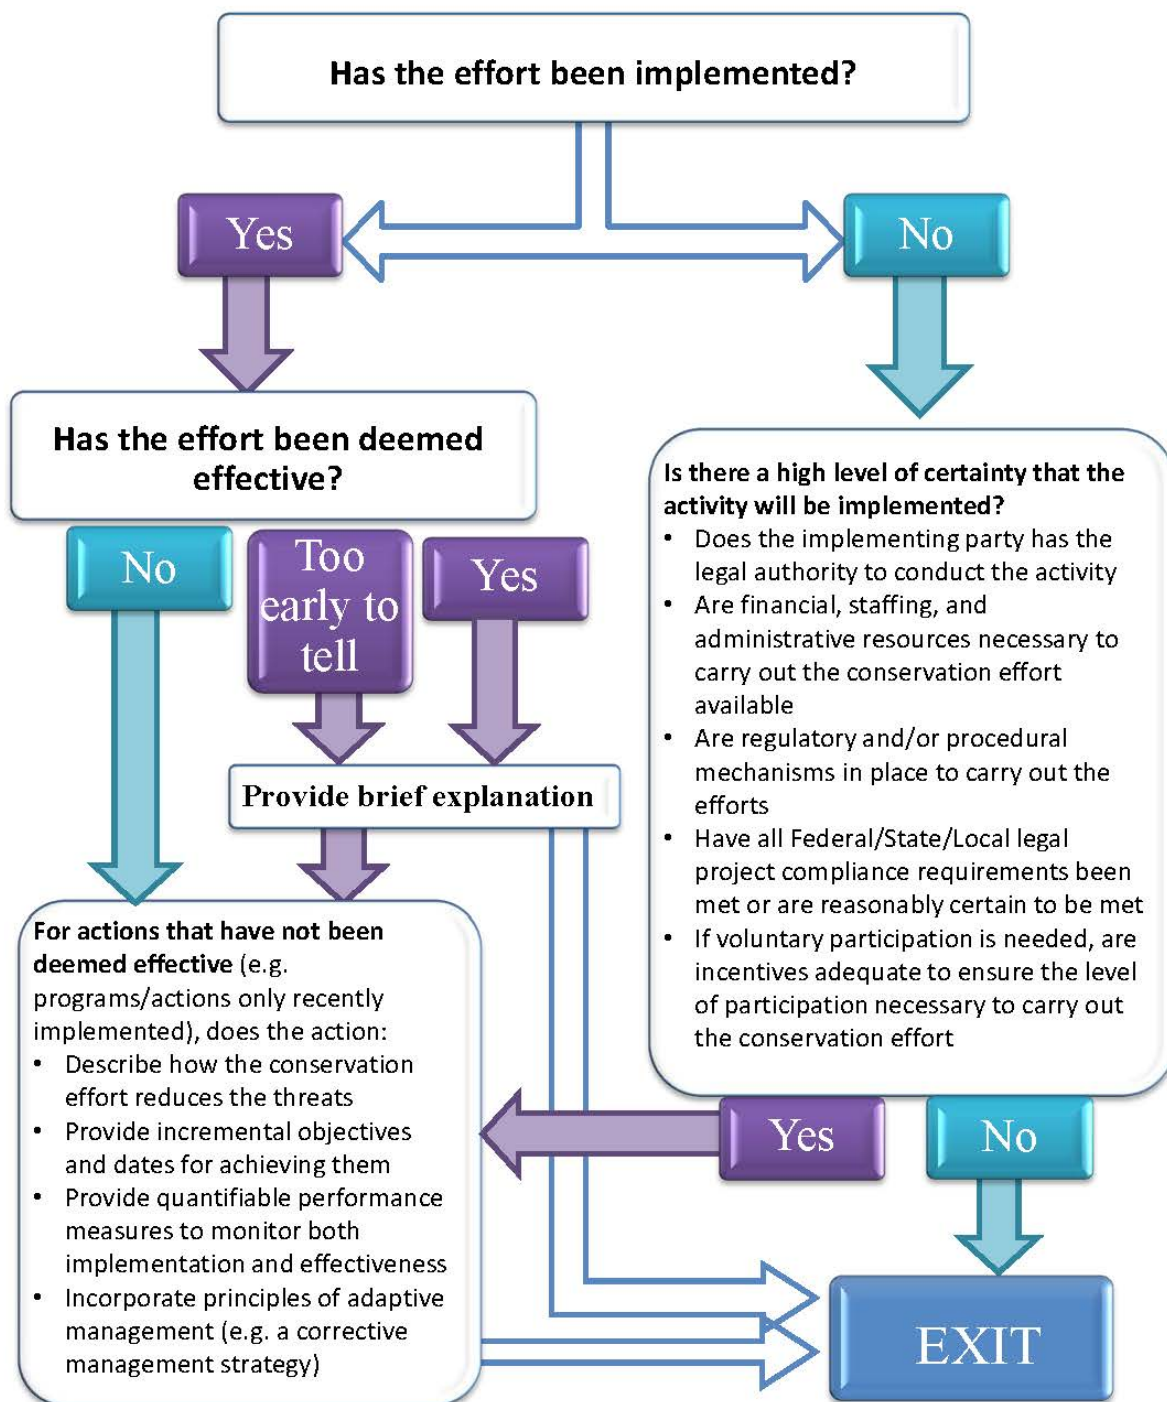 Has the effort been implemented?
Yes
No
Has the effort been deemed
effective?
No
Too
early to
tell
Yes
Provide brief explanation
Is there a high level of certainty that the
activity will be implemented?
• Does the implementing party has the
legal authority to conduct the activity
• Are financial, staffing, and
administrative resources necessary to
carry out the conservation effort
available
• Are regulatory and/or procedural
mechanisms in place to carry out the
efforts
• Have all Federal/State/Local legal
project compliance requirements been
met or are reasonably certain to be met
• If voluntary participation is needed, are
incentives adequate to ensure the level
of participation necessary to carry out
the conservation effort
Yes
No
For actions that have not been
deemed effective (e.g.
programs/actions only recently
implemented), does the action:
• Describe how the conservation
effort reduces the threats
• Provide incremental objectives
and dates for achieving them
• Provide quantifiable performance
measures to monitor both
implementation and effectiveness
• Incorporate principles of adaptive
management (e.g. a corrective
management strategy)
EXIT